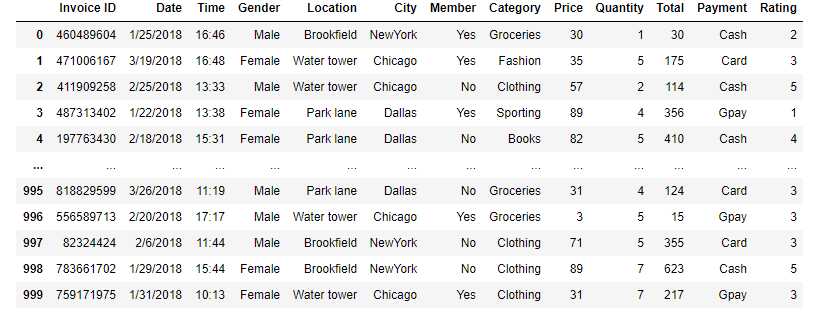 Invoice ID Date Time Gender Location City Member Category Price Quantity Total Payment Rating
0 460489604 1/25/2018 16:46 Male Brookfield NewYork Yes Groceries 30 1 30 Cash 2
1 471006167 3/19/2018 16:48 Female Water tower Chicago Yes Fashion 35 5 175 Card 3
2 411909258 2/25/2018 13:33 Male Water tower Chicago No Clothing 57 2 114 Cash 5
3 487313402 1/22/2018 13:38 Female Park lane Dallas Yes Sporting 89 4 356 Gpay 1
4 197763430 2/18/2018 15:31 Female Park lane Dallas No Books 82 5 410 Cash 4
... ... ... ... ... ... ... ... ... ... ... ... ... ...
995 818829599 3/26/2018 11:19 Male Park lane Dallas No Groceries 31 4 124 Card 3
996 556589713 2/20/2018 17:17 Male Water tower Chicago Yes Groceries 3 5 15 Gpay 3
997 82324424 2/6/2018 11:44 Male Brookfield NewYork No Clothing 71 5 355 Card 3
998 783661702 1/29/2018 15:44 Female Brookfield NewYork No Clothing 89 7 623 Cash 5
999 759171975 1/31/2018 10:13 Female Water tower Chicago Yes Clothing 31 7 217 Gpay 3